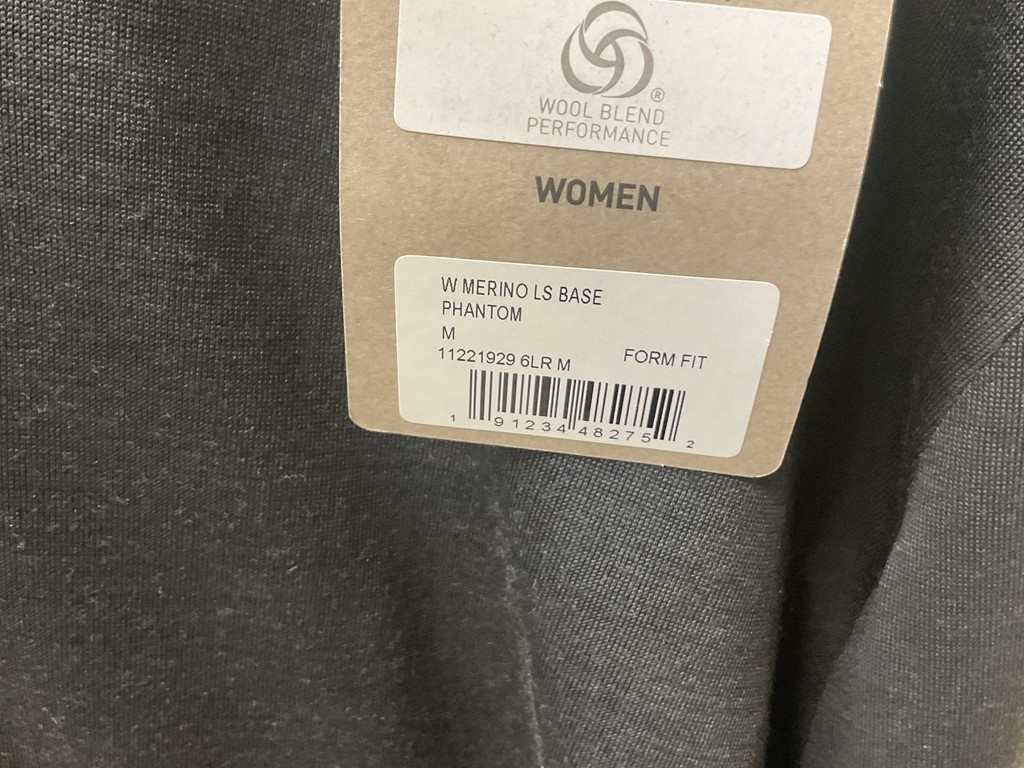 ®
WOOL BLEND
PERFORMANCE
WOMEN
W MERINO LS BASE
PHANTOM
M
11221929 6LR M FORM FIT
1 91234 48275 2